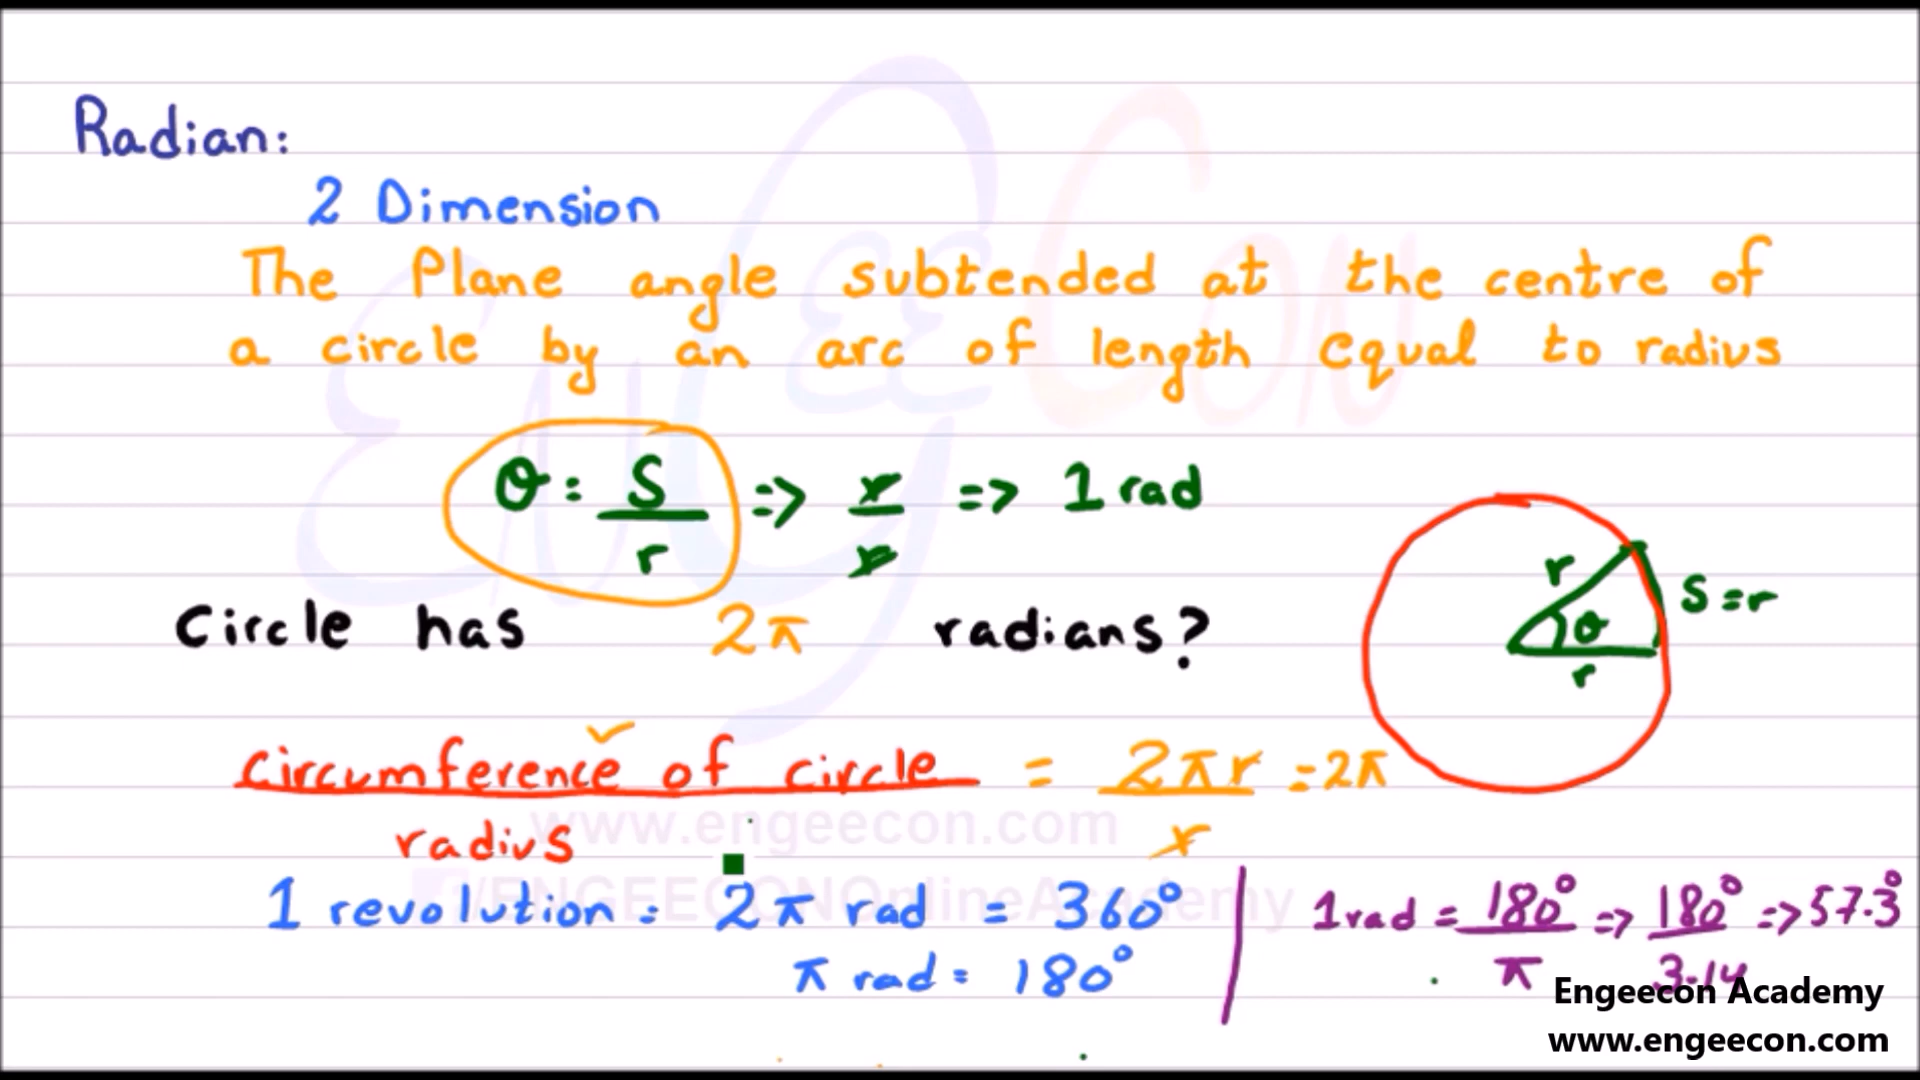 Radian:
2 Dimension
The Plane angle subtended at the centre of
a circle by an arc of length equal to radius
θ = S/r => r/r => 1 rad
r
θ
r
S = r
Circle has 2π radians?
circumference of circle / radius = 2πr/r = 2π
1 revolution = 2π rad = 360°
π rad = 180°
1 rad = 180°/π => 180°/3.14 => 57.3°
ENGEECON
www.engeecon.com
/ENGEECONOnlineAcademy
Engeecon Academy
www.engeecon.com